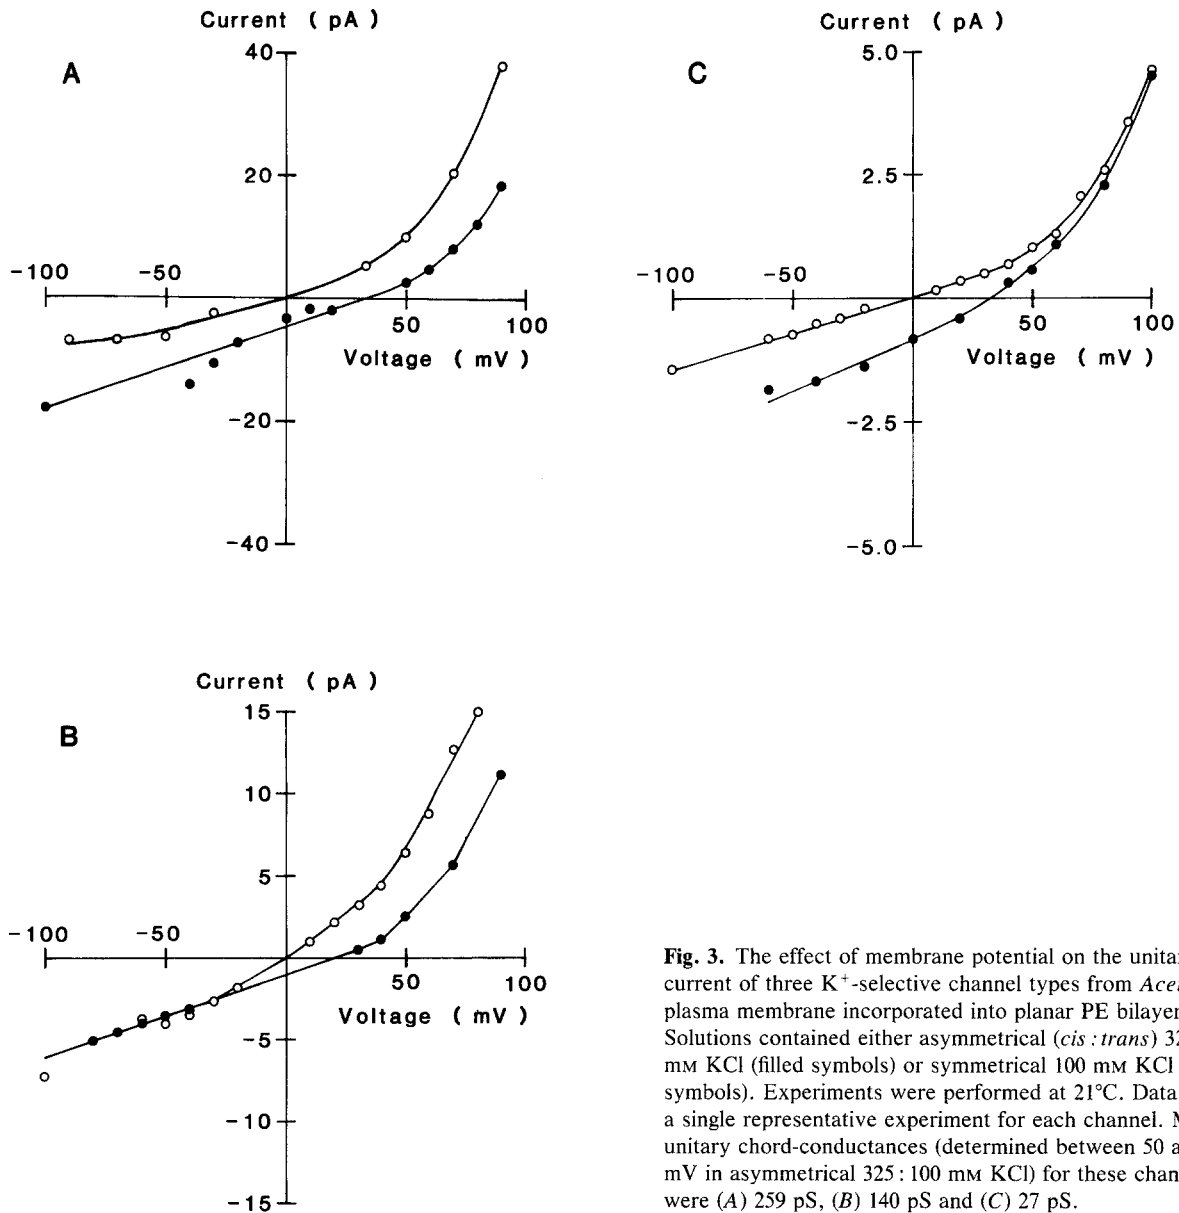 Current ( pA )
A
40
20
-100
-50
50
100
Voltage ( mV )
-20
-40
Current ( pA )
C
5.0
2.5
-100
-50
50
100
Voltage ( mV )
-2.5
-5.0
Current ( pA )
B
15
10
5
-100
-50
50
100
Voltage ( mV )
-5
-10
-15
Fig. 3. The effect of membrane potential on the
current of three K⁺-selective channel types from
plasma membrane incorporated into planar PE
Solutions contained either asymmetrical (cis : trans)
mM KCl (filled symbols) or symmetrical 100 mM KCl
symbols). Experiments were performed at 21°C. Data
a single representative experiment for each channel.
unitary chord-conductances (determined between 50
mV in asymmetrical 325 : 100 mM KCl) for these
were (A) 259 pS, (B) 140 pS and (C) 27 pS.